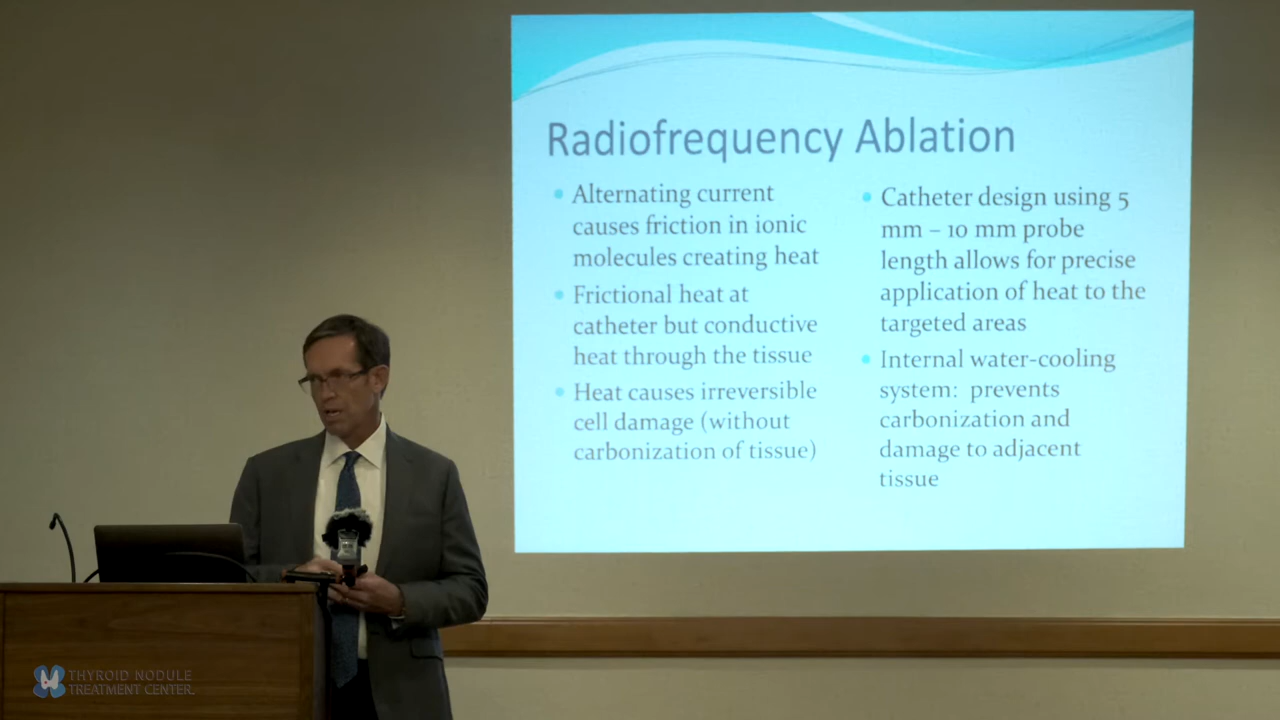 Radiofrequency Ablation
• Alternating current
causes friction in ionic
molecules creating heat
• Frictional heat at
catheter but conductive
heat through the tissue
• Heat causes irreversible
cell damage (without
carbonization of tissue)
• Catheter design using 5
mm – 10 mm probe
length allows for precise
application of heat to the
targeted areas
• Internal water-cooling
system: prevents
carbonization and
damage to adjacent
tissue
THYROID NODULE
TREATMENT CENTER